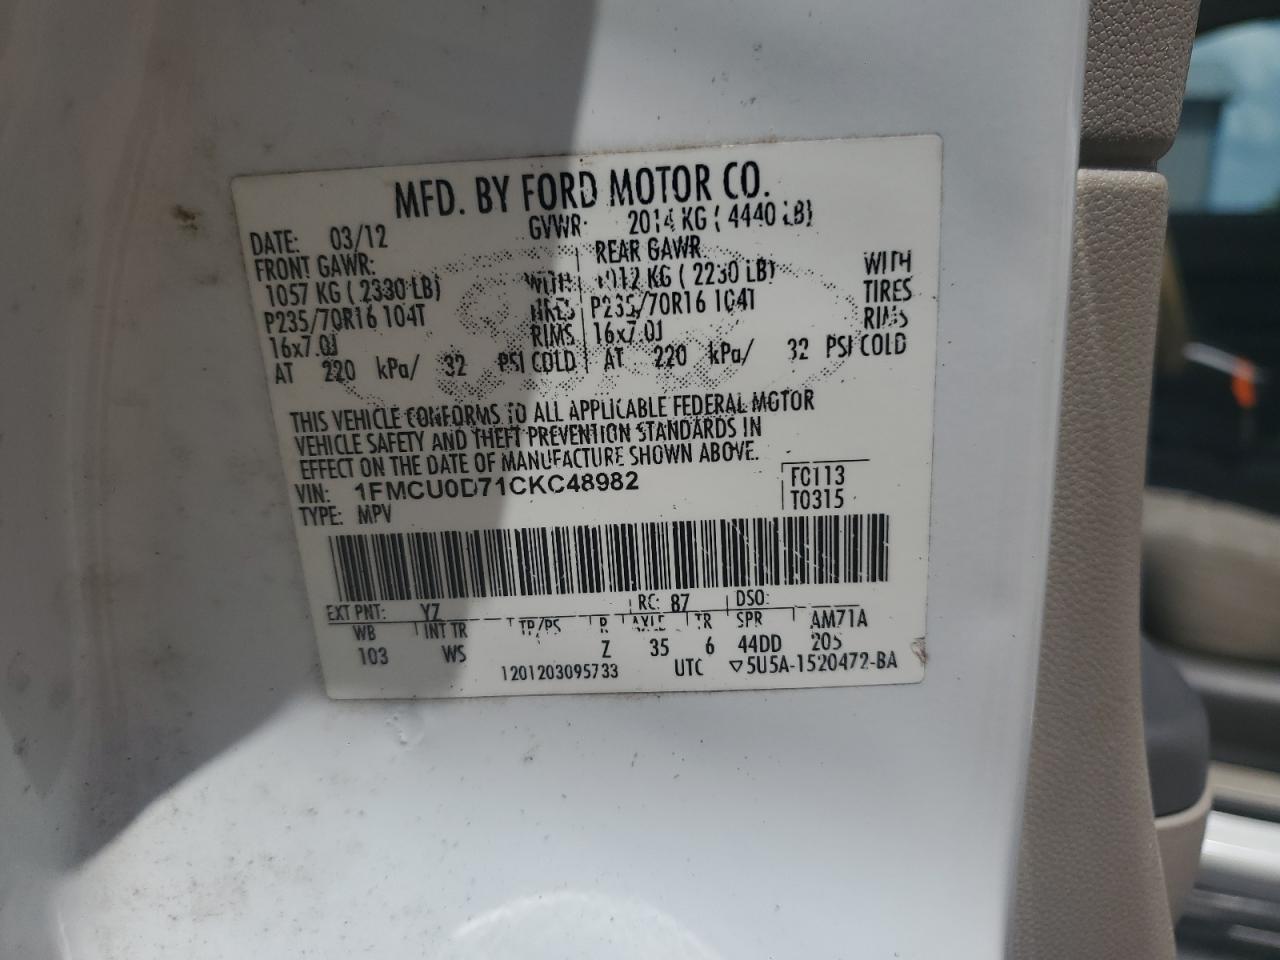 MFD. BY FORD MOTOR CO.
DATE: 03/12 GVWR: 2014 KG ( 4440 LB)
FRONT GAWR: REAR GAWR
1057 KG ( 2330 LB) WITH 1012 KG ( 2230 LB) WITH
P235/70R16 104T TIRES P235/70R16 104T TIRES
16x7.0J RIMS 16x7.0J RIMS
AT 220 kPa/ 32 PSI COLD AT 220 kPa/ 32 PSI COLD
THIS VEHICLE CONFORMS TO ALL APPLICABLE FEDERAL MOTOR
VEHICLE SAFETY AND THEFT PREVENTION STANDARDS IN
EFFECT ON THE DATE OF MANUFACTURE SHOWN ABOVE.
VIN: 1FMCU0D71CKC48982 FC113
TYPE: MPV T0315
EXT PNT: YZ RC: 87 DSO:
WB INT TR TP/PS R AXLE TR SPR AM71A
103 WS Z 35 6 44DD 205
1201203095733 UTC ▽5U5A-1520472-BA